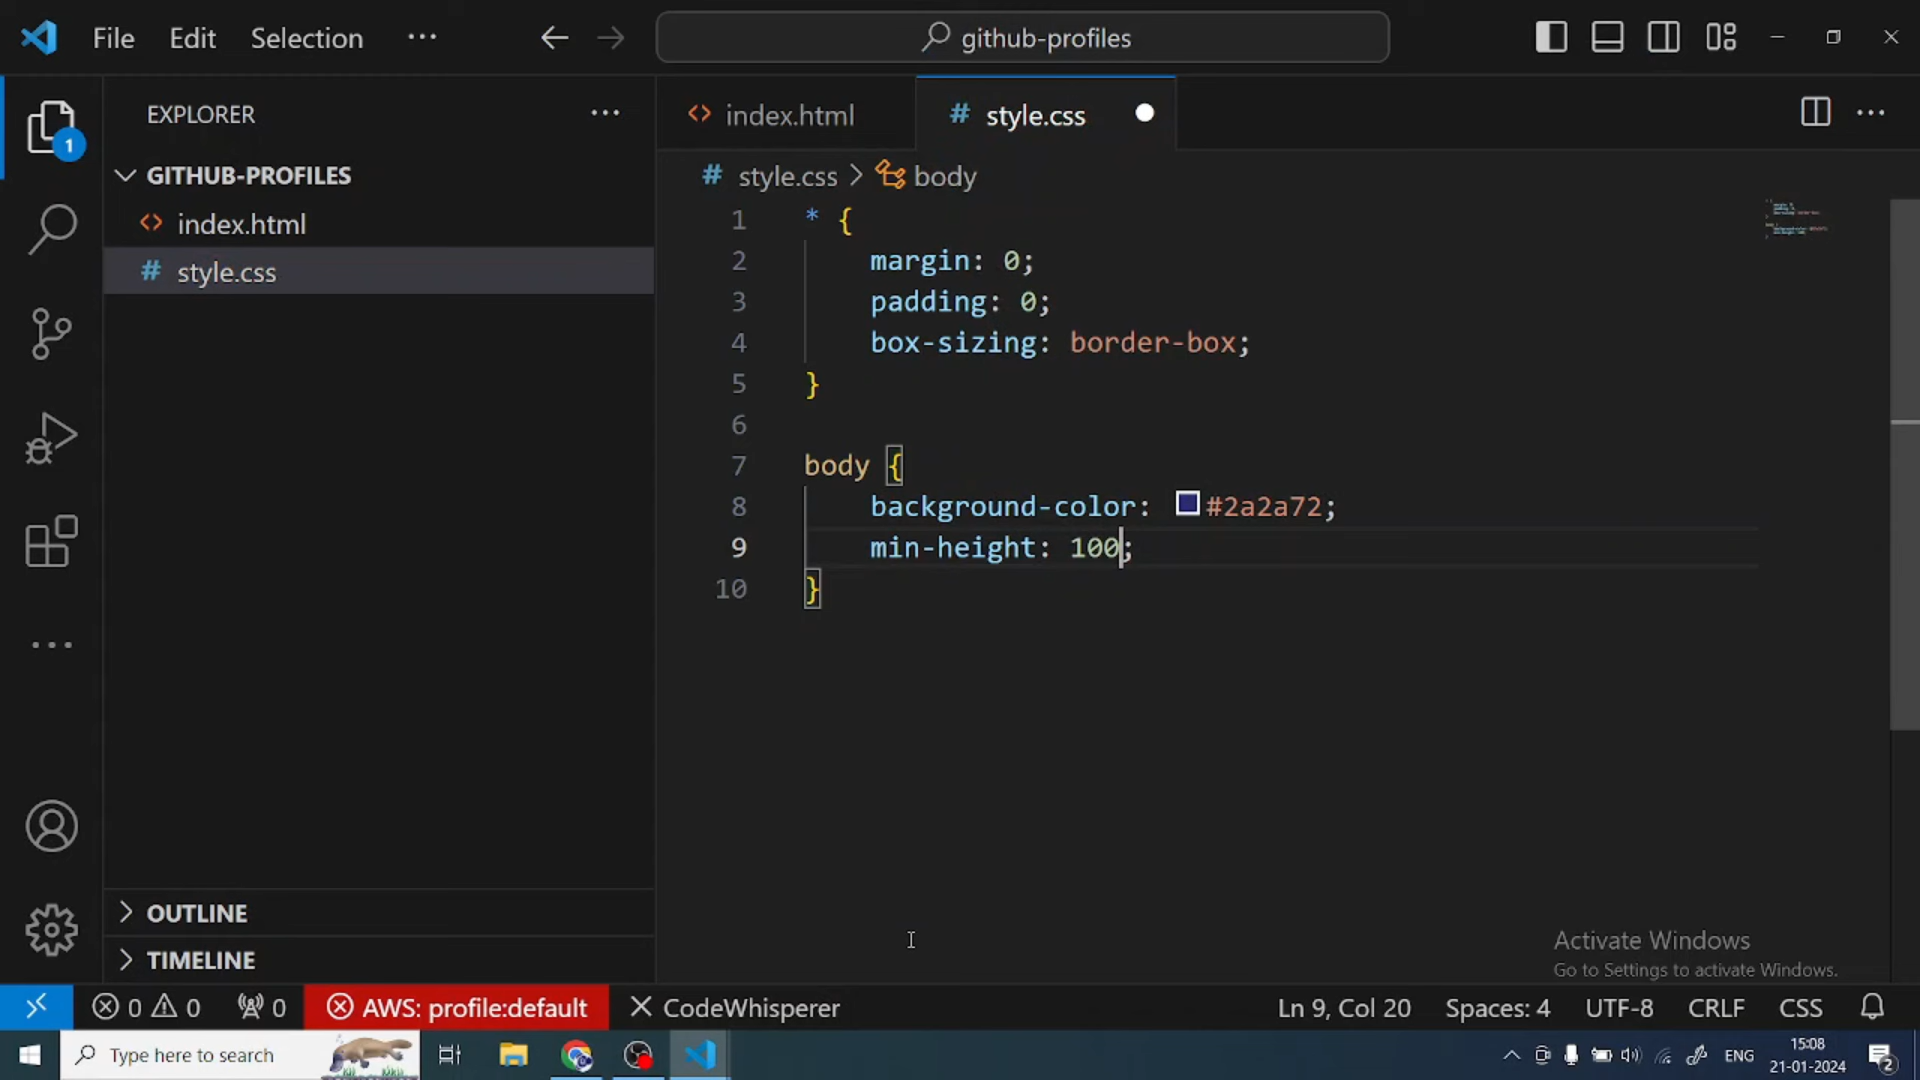 File Edit Selection ··· github-profiles
EXPLORER ···
index.html style.css ···
1
GITHUB-PROFILES
index.html
style.css
# style.css > body
1 * {
2 margin: 0;
3 padding: 0;
4 box-sizing: border-box;
5 }
6
7 body {
8 background-color: #2a2a72;
9 min-height: 100;
10 }
OUTLINE
TIMELINE
Activate Windows
Go to Settings to activate Windows.
0 0 0 AWS: profile:default CodeWhisperer Ln 9, Col 20 Spaces: 4 UTF-8 CRLF CSS
Type here to search ENG 15:08
21-01-2024 2